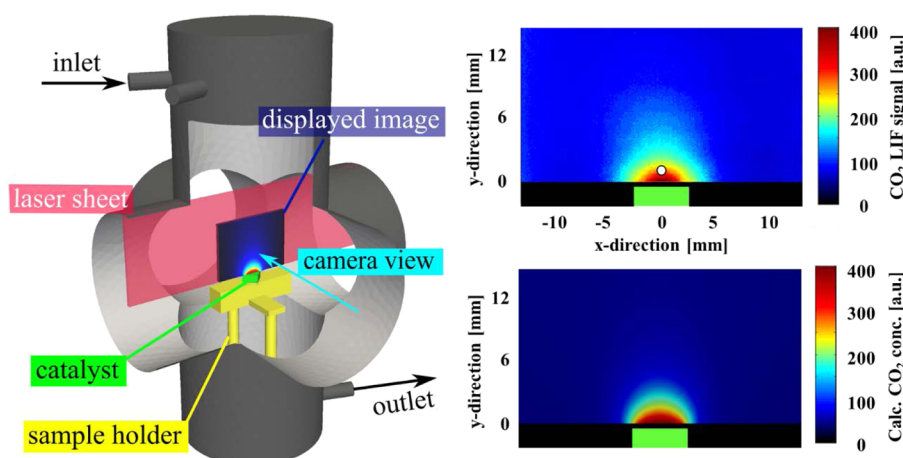 inlet
displayed image
laser sheet
camera view
catalyst
outlet
sample holder
y-direction [mm]
12
6
0
-10
-5
0
5
10
x-direction [mm]
400
300
200
100
0
CO₂ LIF signal [a.u.]
y-direction [mm]
12
6
0
400
300
200
100
0
Calc. CO₂ conc. [a.u.]